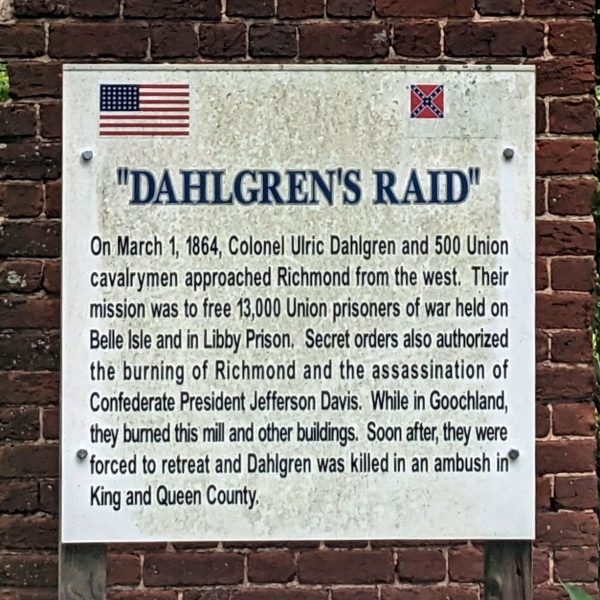 "DAHLGREN'S RAID"
On March 1, 1864, Colonel Ulric Dahlgren and 500 Union
cavalrymen approached Richmond from the west. Their
mission was to free 13,000 Union prisoners of war held on
Belle Isle and in Libby Prison. Secret orders also authorized
the burning of Richmond and the assassination of
Confederate President Jefferson Davis. While in Goochland,
they burned this mill and other buildings. Soon after, they were
forced to retreat and Dahlgren was killed in an ambush in
King and Queen County.